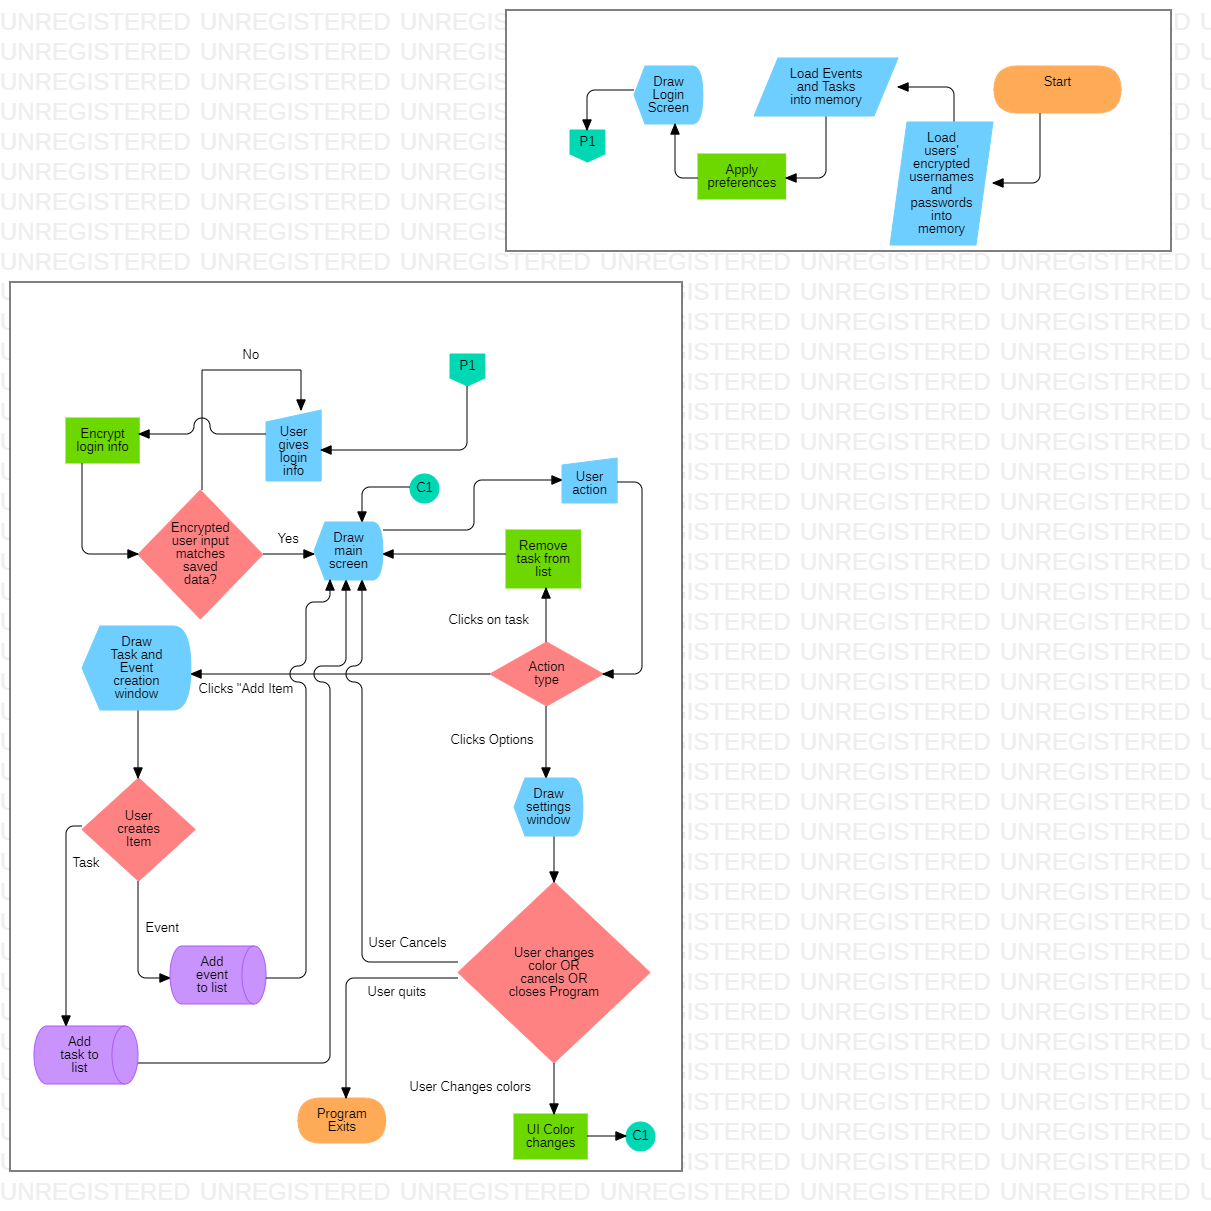 Start
Load
users'
encrypted
usernames
and
passwords
into
memory
Load Events
and Tasks
into memory
Apply
preferences
Draw
Login
Screen
P1
P1
No
User
gives
login
info
Encrypt
login info
Encrypted
user input
matches
saved
data?
Yes
C1
Draw
main
screen
User
action
Remove
task from
list
Clicks on task
Action
type
Clicks "Add Item
Draw
Task and
Event
creation
window
Clicks Options
Draw
settings
window
User
creates
Item
Task
Event
Add
event
to list
Add
task to
list
User Cancels
User changes
color OR
cancels OR
closes Program
User quits
Program
Exits
User Changes colors
UI Color
changes
C1
UNREGISTERED